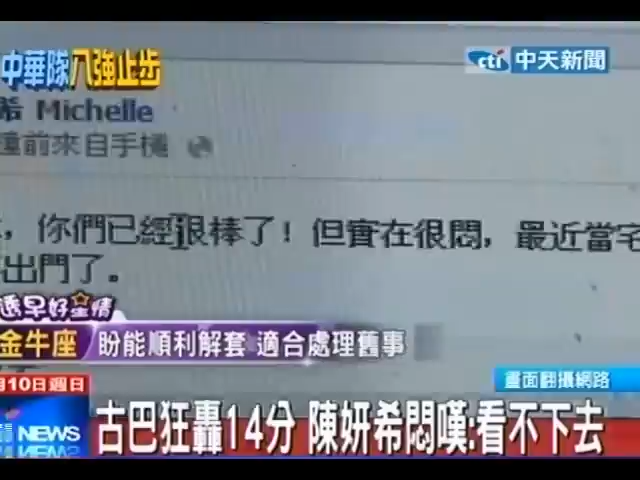 中華隊八強止步
cti 中天新聞
希 Michelle
鐘前來自手機
，你們已經很棒了！但實在很悶，最近當宅
出門了。
透早好星情
金牛座 盼能順利解套 適合處理舊事
月10日週日
畫面翻攝網路
NEWS
古巴狂轟14分 陳妍希悶嘆:看不下去